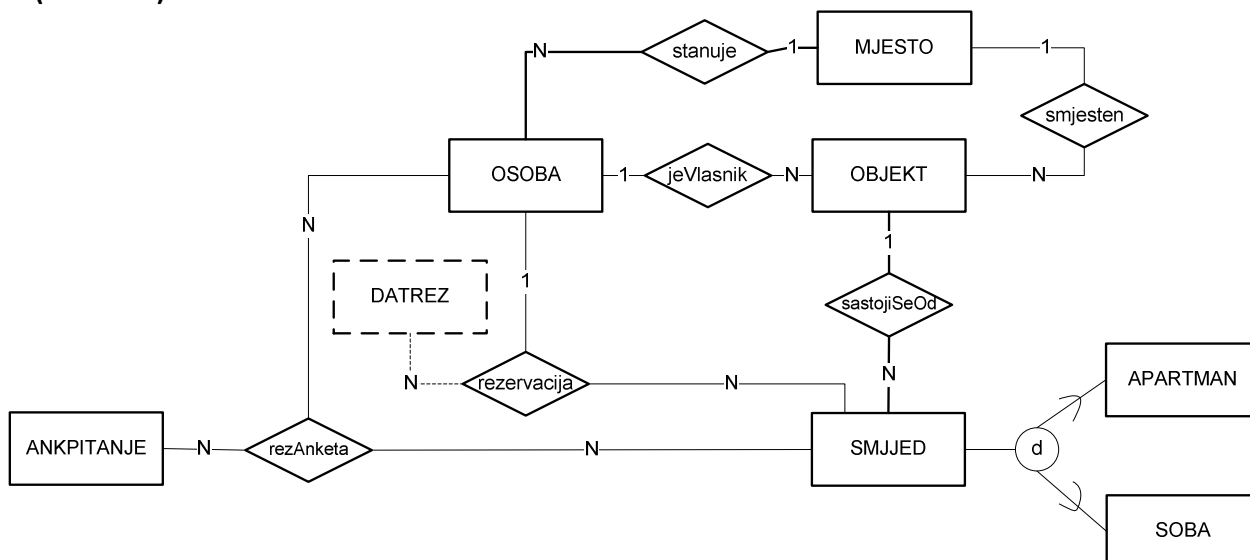 N
stanuje
1
MJESTO
1
smjesten
OSOBA
1
jeVlasnik
N
OBJEKT
N
N
1
1
DATREZ
sastojiSeOd
N
rezervacija
N
N
APARTMAN
ANKPITANJE
N
rezAnketa
N
SMJJED
d
SOBA